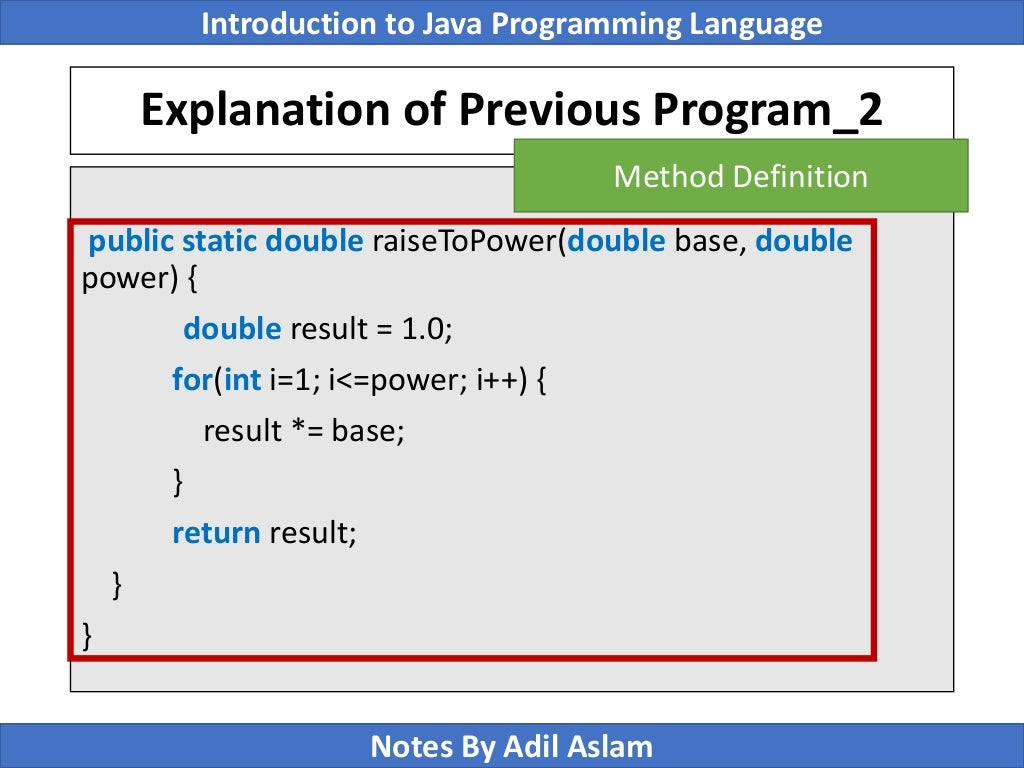 Introduction to Java Programming Language
Explanation of Previous Program_2
Method Definition
public static double raiseToPower(double base, double
power) {
double result = 1.0;
for(int i=1; i<=power; i++) {
result *= base;
}
return result;
}
}
Notes By Adil Aslam